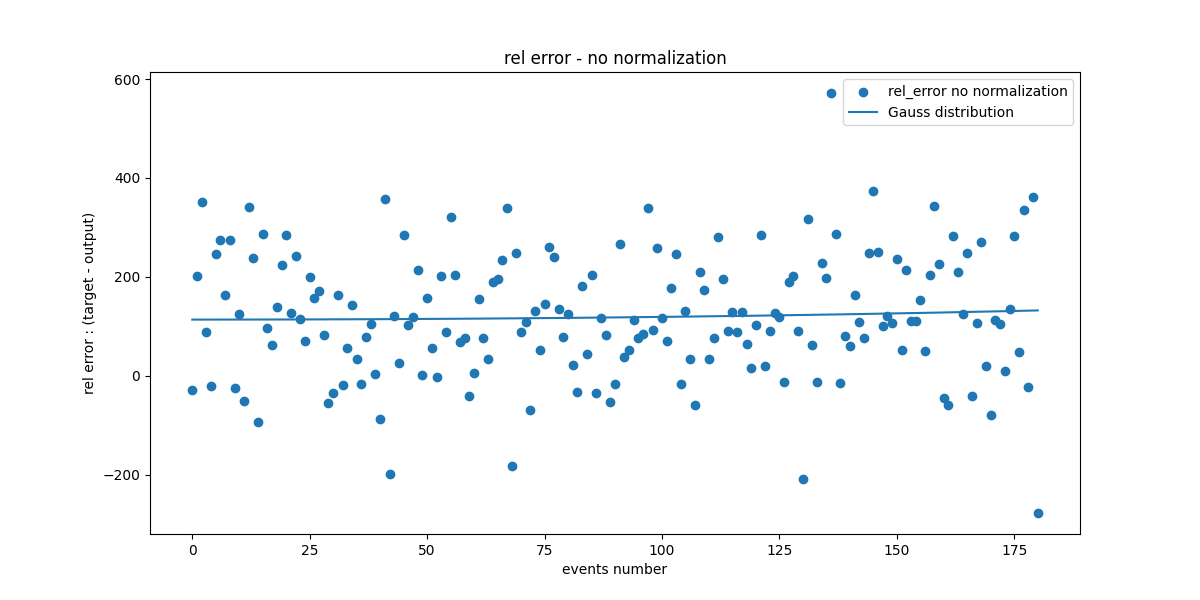 rel error - no normalization
rel_error no normalization
Gauss distribution
rel error : (target - output)
600
400
200
0
−200
0 25 50 75 100 125 150 175
events number